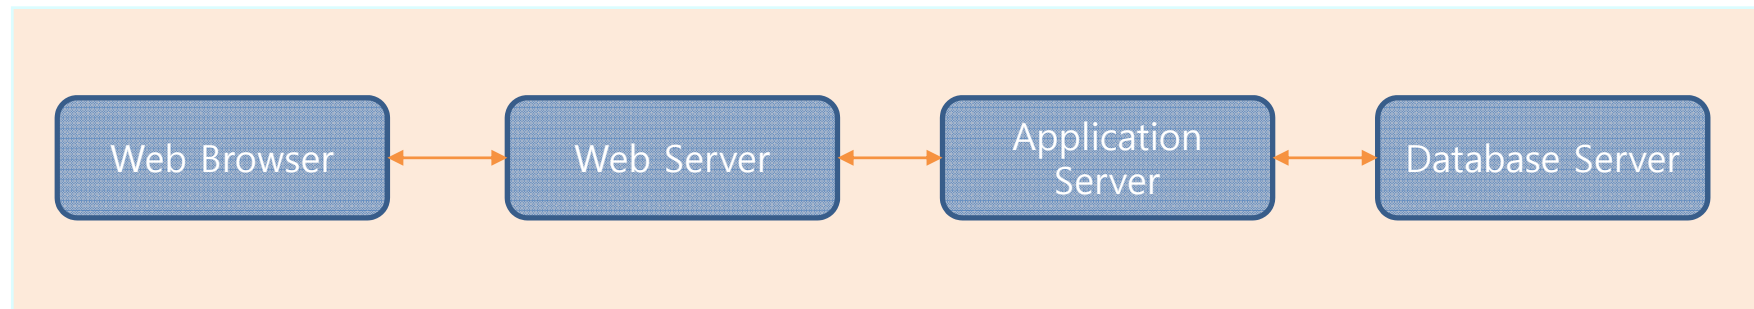 Web Browser
Web Server
Application
Server
Database Server